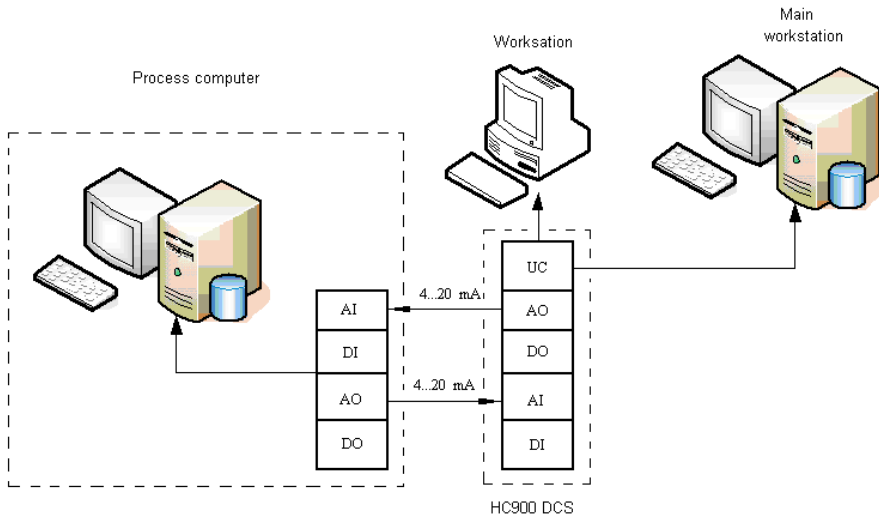 Main
workstation
Worksation
Process computer
UC
AO
DO
AI
DI
4...20 mA
AI
DI
AO
DO
4...20 mA
HC900 DCS